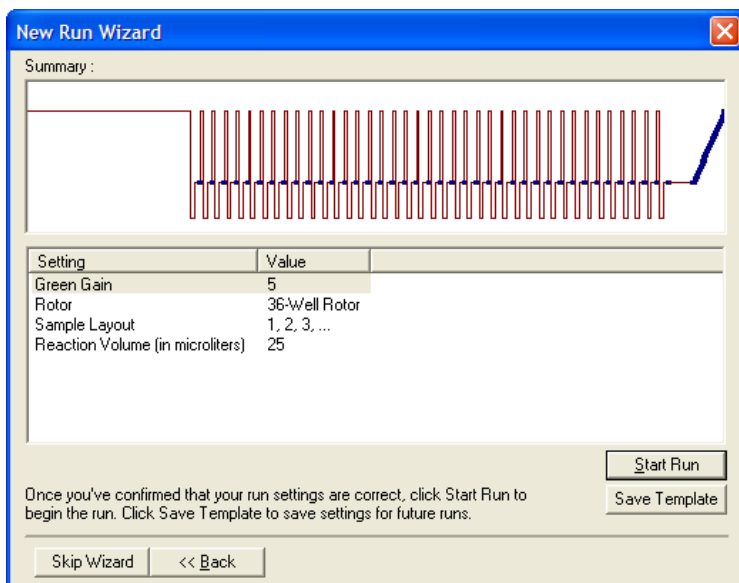 New Run Wizard
Summary :
Setting Value
Green Gain 5
Rotor 36-Well Rotor
Sample Layout 1, 2, 3, ...
Reaction Volume (in microliters) 25
Start Run
Once you've confirmed that your run settings are correct, click Start Run to
begin the run. Click Save Template to save settings for future runs.
Save Template
Skip Wizard << Back